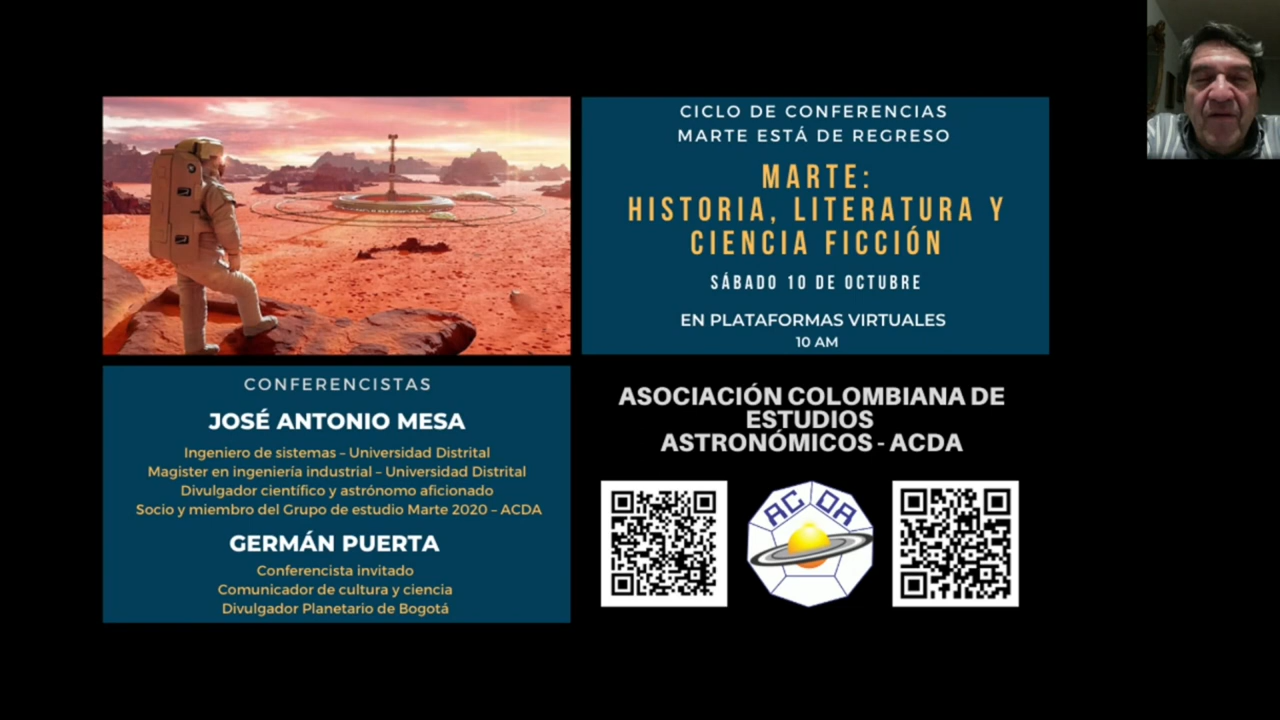 CICLO DE CONFERENCIAS
MARTE ESTÁ DE REGRESO
MARTE:
HISTORIA, LITERATURA Y
CIENCIA FICCIÓN
SÁBADO 10 DE OCTUBRE
EN PLATAFORMAS VIRTUALES
10 AM
CONFERENCISTAS
JOSÉ ANTONIO MESA
Ingeniero de sistemas – Universidad Distrital
Magister en ingeniería industrial – Universidad Distrital
Divulgador científico y astrónomo aficionado
Socio y miembro del Grupo de estudio Marte 2020 – ACDA
GERMÁN PUERTA
Conferencista invitado
Comunicador de cultura y ciencia
Divulgador Planetario de Bogotá
ASOCIACIÓN COLOMBIANA DE
ESTUDIOS
ASTRONÓMICOS - ACDA
ACDA